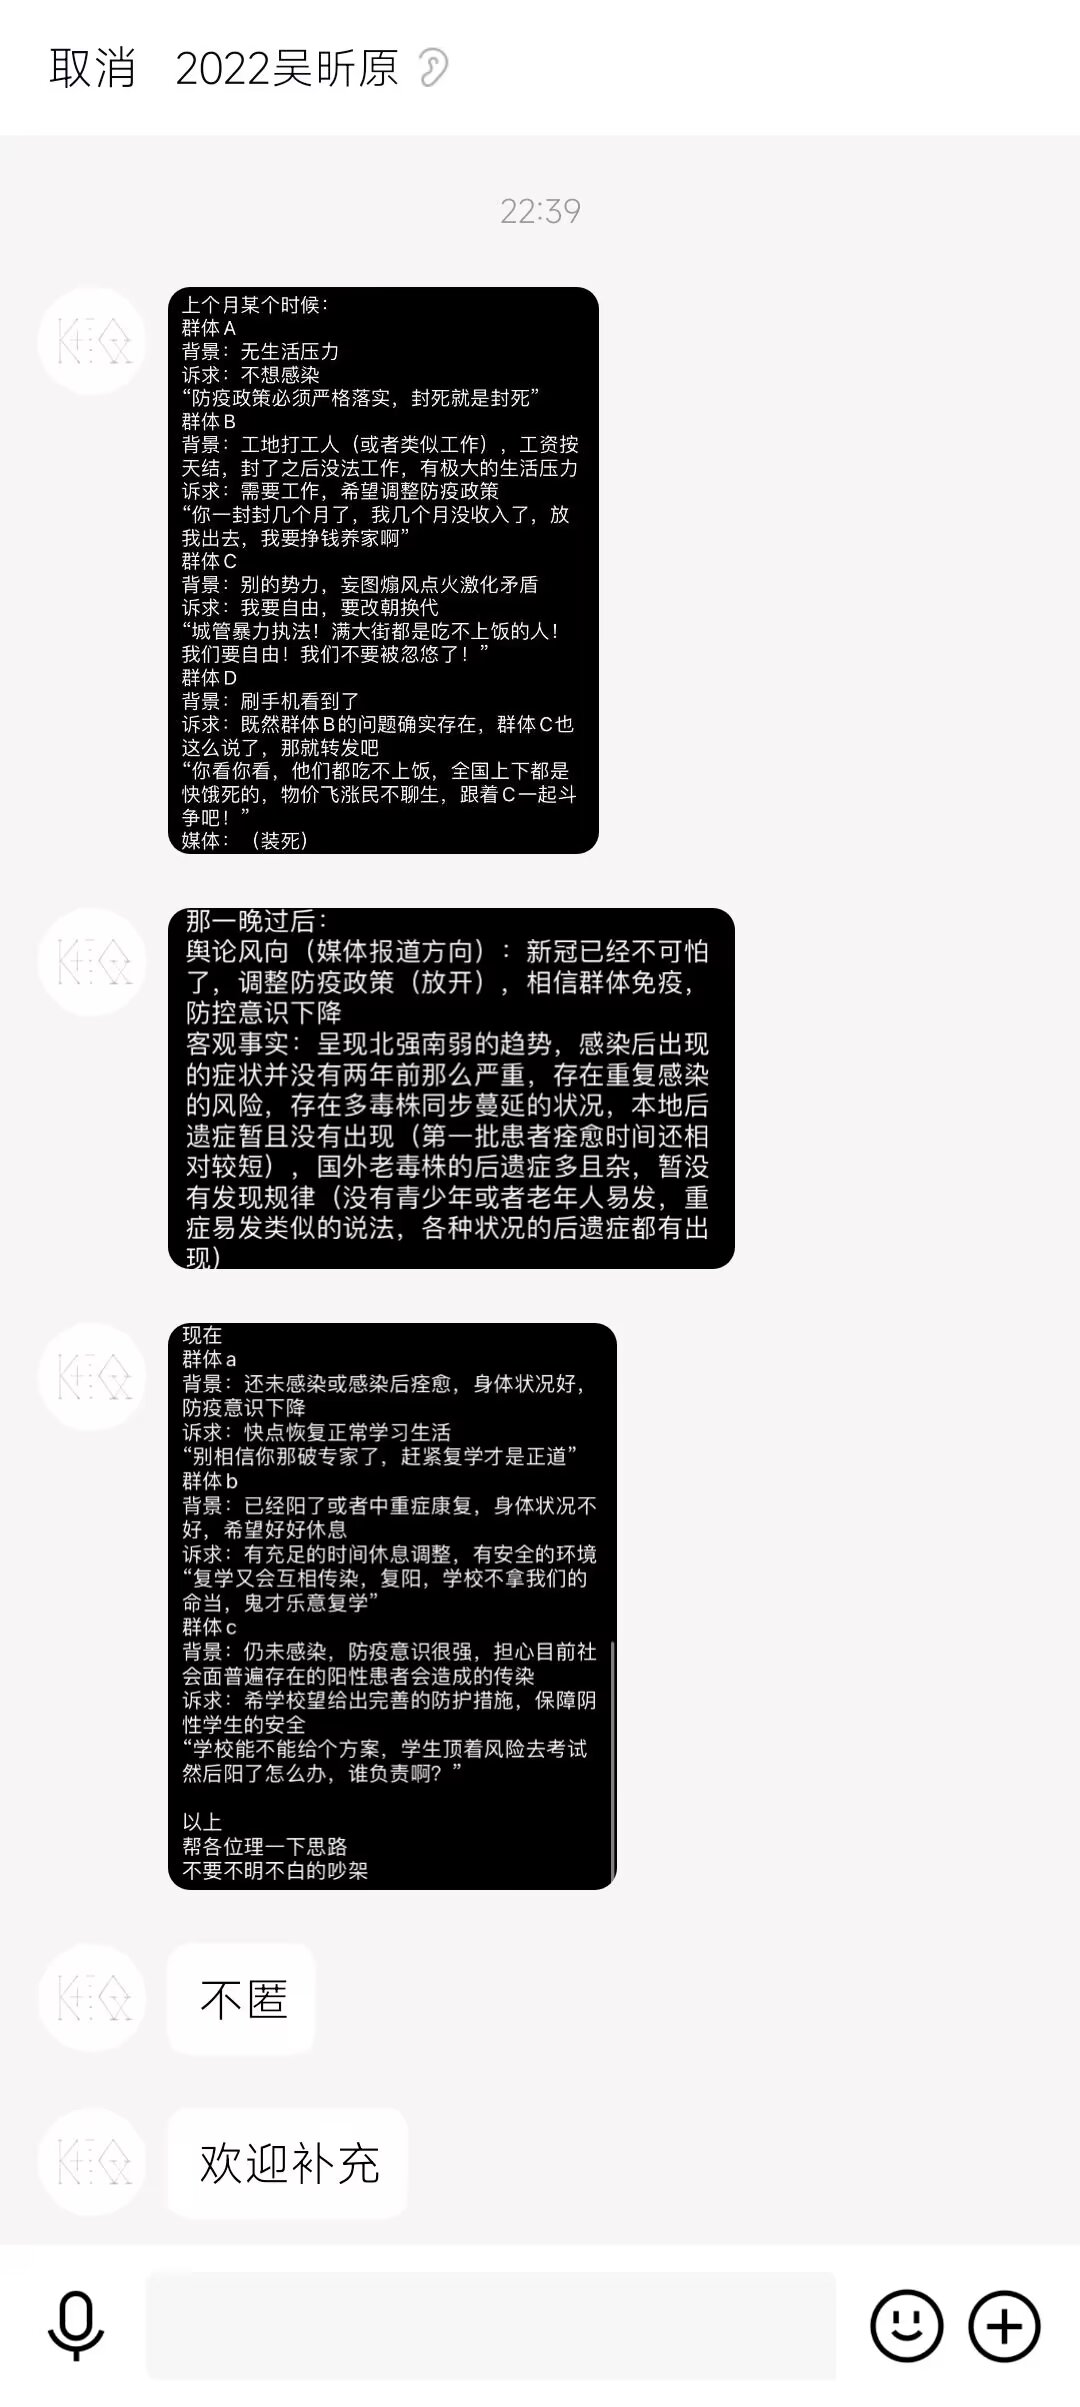 取消 2022吴昕原
22:39
上个月某个时候：
群体A
背景：无生活压力
诉求：不想感染
“防疫政策必须严格落实，封死就是封死”
群体B
背景：工地打工人（或者类似工作），工资按
天结，封了之后没法工作，有极大的生活压力
诉求：需要工作，希望调整防疫政策
“你一封封几个月了，我几个月没收入了，放
我出去，我要挣钱养家啊”
群体C
背景：别的势力，妄图煽风点火激化矛盾
诉求：我要自由，要改朝换代
“城管暴力执法！满大街都是吃不上饭的人！
我们要自由！我们不要被忽悠了！”
群体D
背景：刷手机看到了
诉求：既然群体B的问题确实存在，群体C也
这么说了，那就转发吧
“你看你看，他们都吃不上饭，全国上下都是
快饿死的，物价飞涨民不聊生，跟着C一起斗
争吧！”
媒体：（装死）
那一晚过后：
舆论风向（媒体报道方向）：新冠已经不可怕
了，调整防疫政策（放开），相信群体免疫，
防控意识下降
客观事实：呈现北强南弱的趋势，感染后出现
的症状并没有两年前那么严重，存在重复感染
的风险，存在多毒株同步蔓延的状况，本地后
遗症暂且没有出现（第一批患者痊愈时间还相
对较短），国外老毒株的后遗症多且杂，暂没
有发现规律（没有青少年或者老年人易发，重
症易发类似的说法，各种状况的后遗症都有出
现）
现在
群体a
背景：还未感染或感染后痊愈，身体状况好，
防疫意识下降
诉求：快点恢复正常学习生活
“别相信你那破专家了，赶紧复学才是正道”
群体b
背景：已经阳了或者中重症康复，身体状况不
好，希望好好休息
诉求：有充足的时间休息调整，有安全的环境
“复学又会互相传染，复阳，学校不拿我们的
命当，鬼才乐意复学”
群体c
背景：仍未感染，防疫意识很强，担心目前社
会面普遍存在的阳性患者会造成的传染
诉求：希学校望给出完善的防护措施，保障阴
性学生的安全
“学校能不能给个方案，学生顶着风险去考试
然后阳了怎么办，谁负责啊？”
以上
帮各位理一下思路
不要不明不白的吵架
不匿
欢迎补充